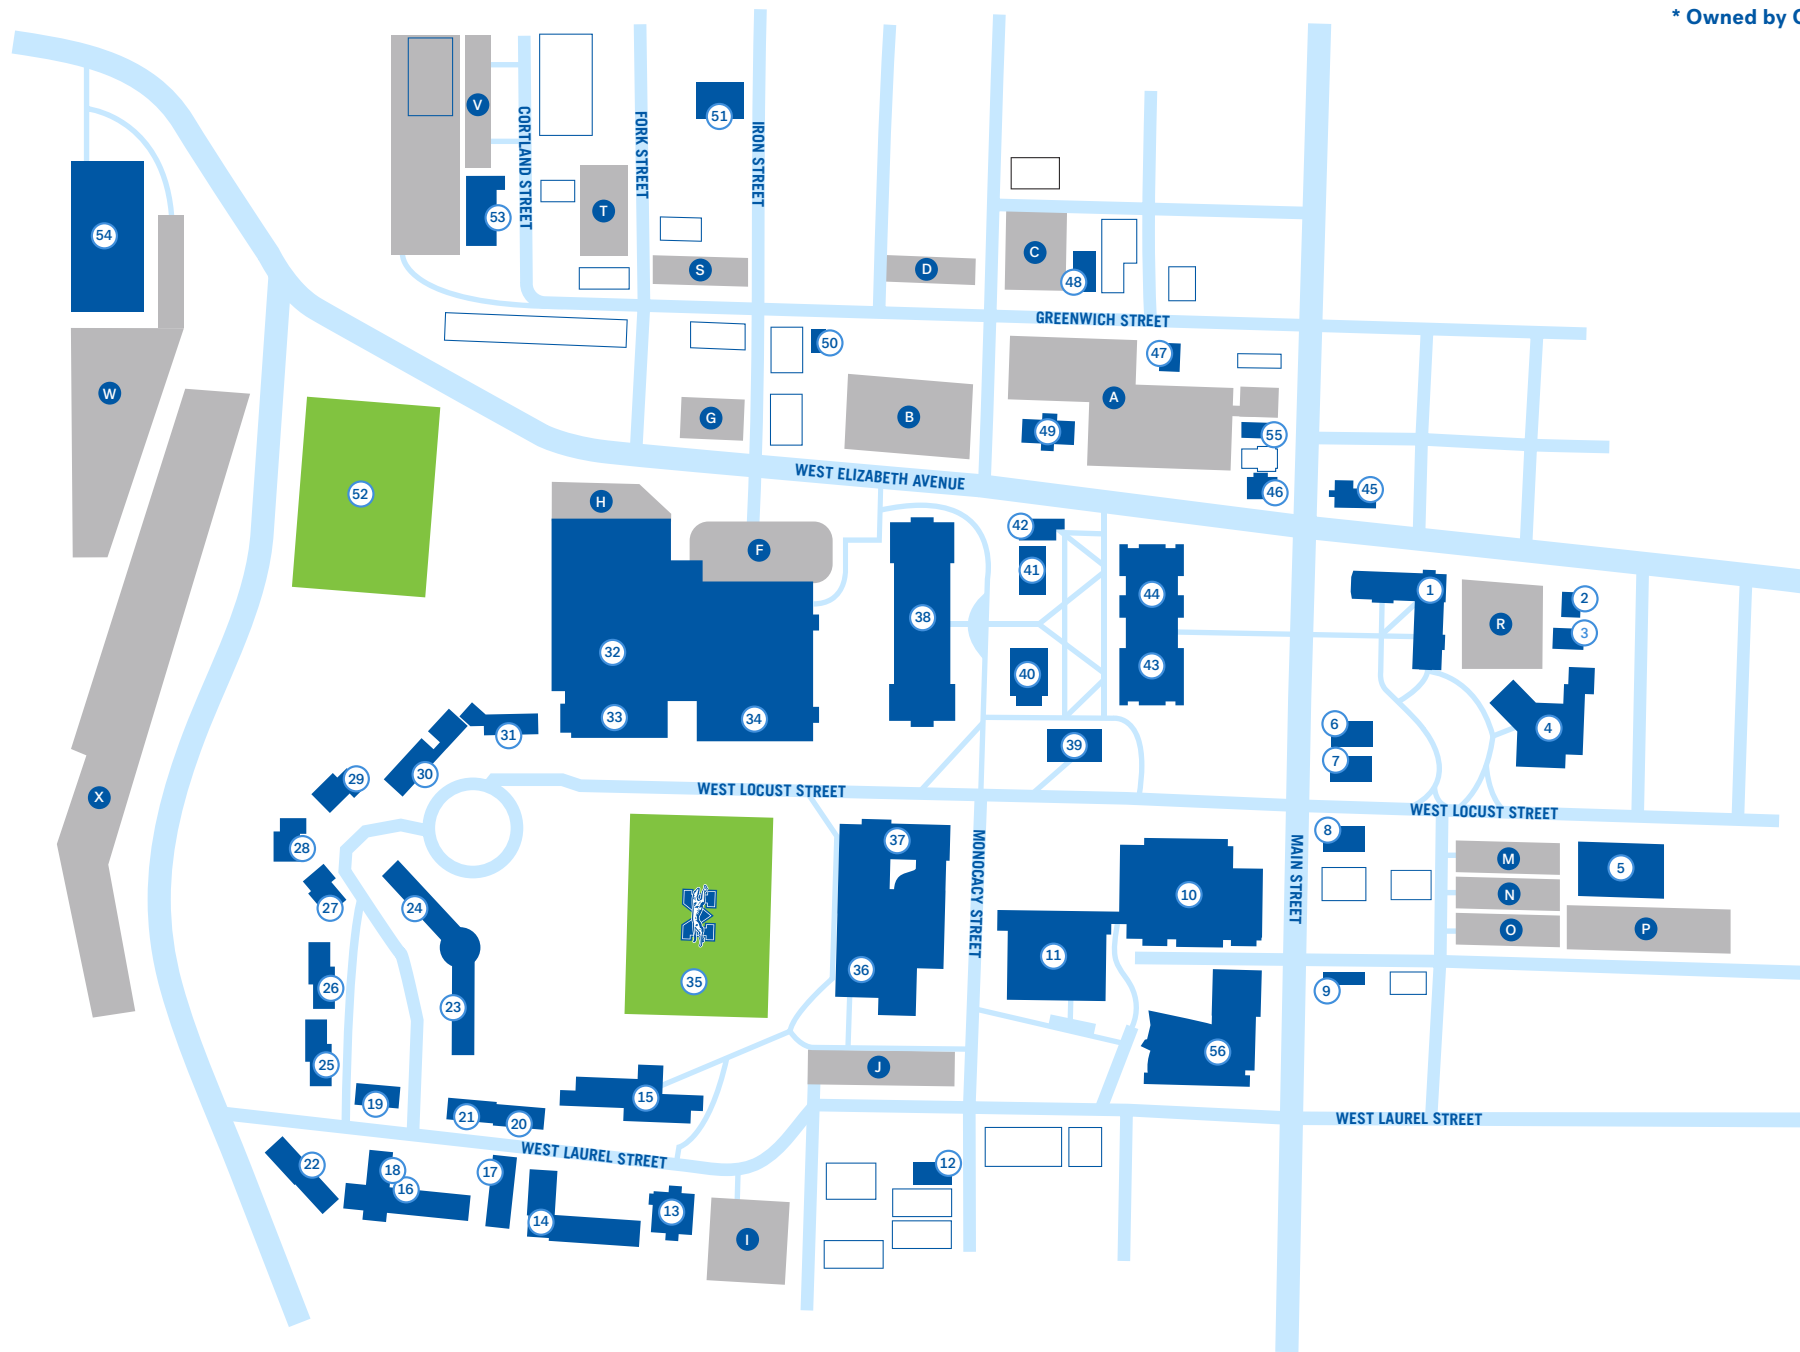 * Owned by C
V
51
CORTLAND STREET
FORK STREET
IRON STREET
53
T
54
S
D
C
48
GREENWICH STREET
50
47
W
A
G
B
49
55
WEST ELIZABETH AVENUE
46
45
52
H
F
42
41
44
1
2
3
R
38
32
43
40
33
34
31
39
6
4
7
30
29
X
WEST LOCUST STREET
WEST LOCUST STREET
8
37
28
MONOCACY STREET
MAIN STREET
M
5
10
N
27
24
O
P
11
36
35
26
9
23
56
25
J
15
19
21
20
WEST LAUREL STREET
WEST LAUREL STREET
22
18
17
12
16
14
13
I